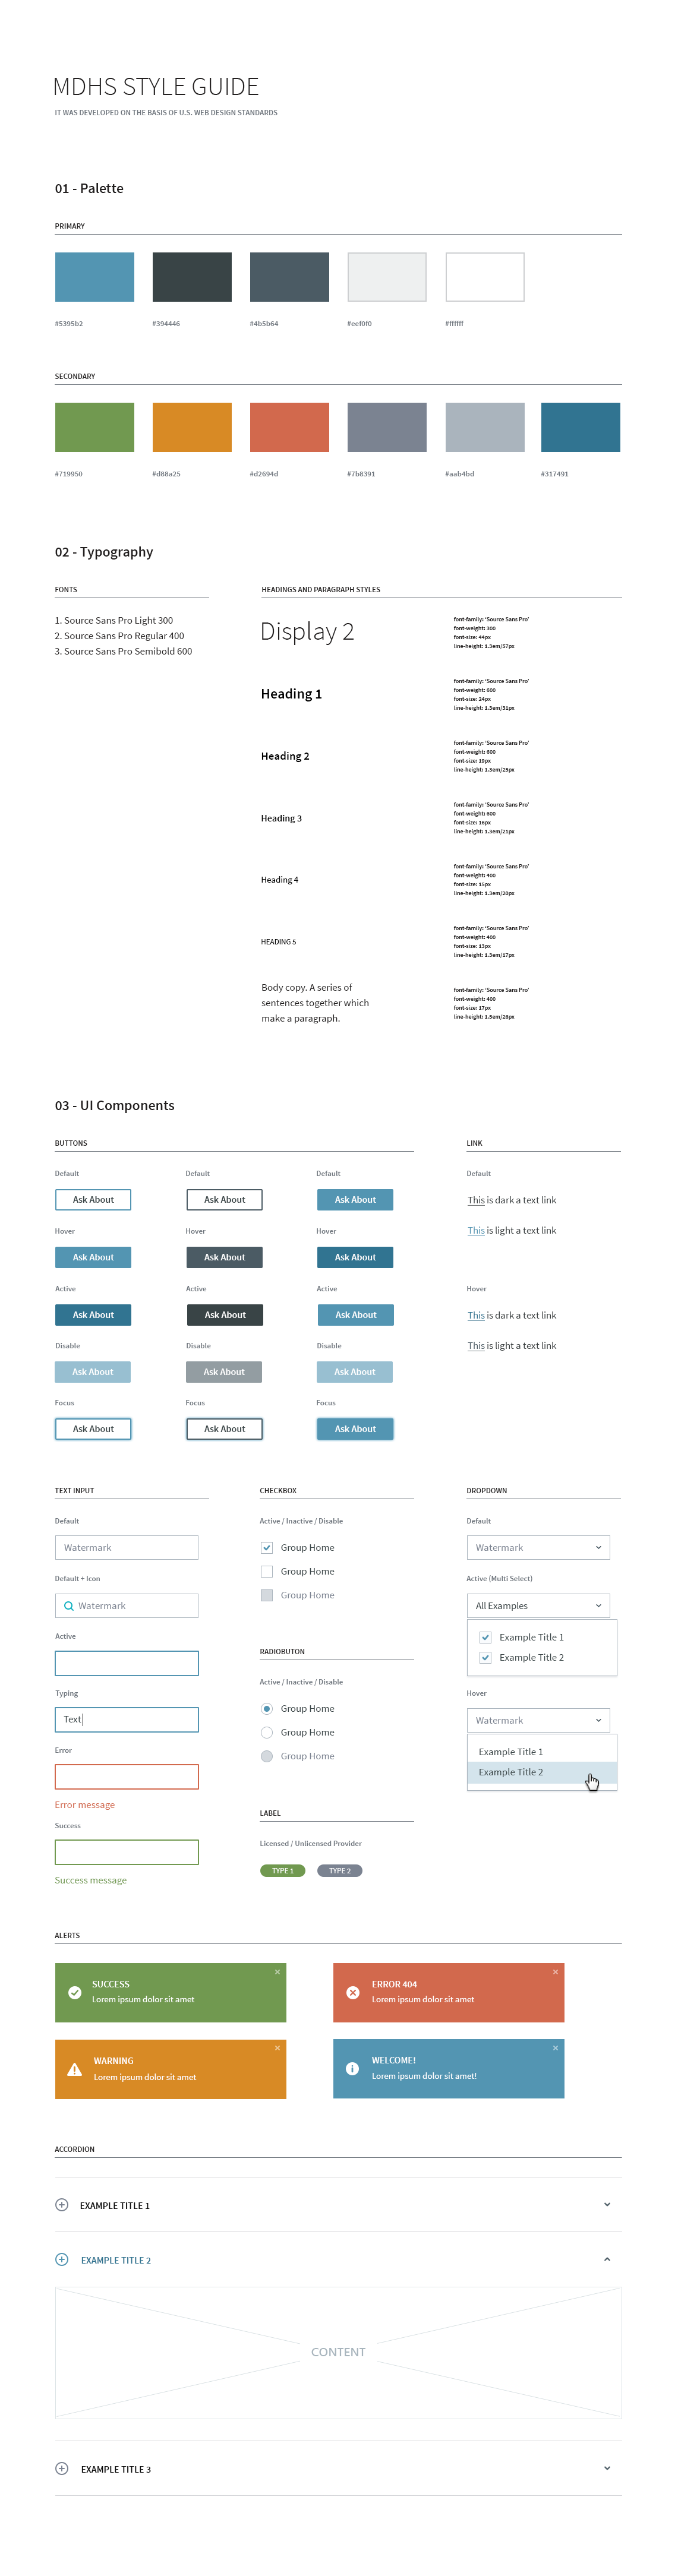 MDHS STYLE GUIDE
IT WAS DEVELOPED ON THE BASIS OF U.S. WEB DESIGN STANDARDS
01 - Palette
PRIMARY
#5395b2
#394446
#4b5b64
#eef0f0
#ffffff
SECONDARY
#719950
#d88a25
#d2694d
#7b8391
#aab4bd
#317491
02 - Typography
FONTS
1. Source Sans Pro Light 300
2. Source Sans Pro Regular 400
3. Source Sans Pro Semibold 600
HEADINGS AND PARAGRAPH STYLES
Display 2
font-family: 'Source Sans Pro'
font-weight: 300
font-size: 44px
line-height: 1.3em/57px
Heading 1
font-family: 'Source Sans Pro'
font-weight: 600
font-size: 24px
line-height: 1.3em/31px
Heading 2
font-family: 'Source Sans Pro'
font-weight: 600
font-size: 19px
line-height: 1.3em/25px
Heading 3
font-family: 'Source Sans Pro'
font-weight: 600
font-size: 16px
line-height: 1.3em/21px
Heading 4
font-family: 'Source Sans Pro'
font-weight: 400
font-size: 15px
line-height: 1.3em/20px
HEADING 5
font-family: 'Source Sans Pro'
font-weight: 400
font-size: 13px
line-height: 1.3em/17px
Body copy. A series of
sentences together which
make a paragraph.
font-family: 'Source Sans Pro'
font-weight: 400
font-size: 17px
line-height: 1.5em/26px
03 - UI Components
BUTTONS
Default
Default
Default
Ask About
Ask About
Ask About
Hover
Hover
Hover
Ask About
Ask About
Ask About
Active
Active
Active
Ask About
Ask About
Ask About
Disable
Disable
Disable
Ask About
Ask About
Ask About
Focus
Focus
Focus
Ask About
Ask About
Ask About
LINK
Default
This is dark a text link
This is light a text link
Hover
This is dark a text link
This is light a text link
TEXT INPUT
Default
Watermark
Default + Icon
Watermark
Active
Typing
Text
Error
Error message
Success
Success message
CHECKBOX
Active / Inactive / Disable
Group Home
Group Home
Group Home
RADIOBUTON
Active / Inactive / Disable
Group Home
Group Home
Group Home
LABEL
Licensed / Unlicensed Provider
TYPE 1
TYPE 2
DROPDOWN
Default
Watermark
Active (Multi Select)
All Examples
Example Title 1
Example Title 2
Hover
Watermark
Example Title 1
Example Title 2
ALERTS
SUCCESS
Lorem ipsum dolor sit amet
ERROR 404
Lorem ipsum dolor sit amet
WARNING
Lorem ipsum dolor sit amet
WELCOME!
Lorem ipsum dolor sit amet!
ACCORDION
EXAMPLE TITLE 1
EXAMPLE TITLE 2
CONTENT
EXAMPLE TITLE 3